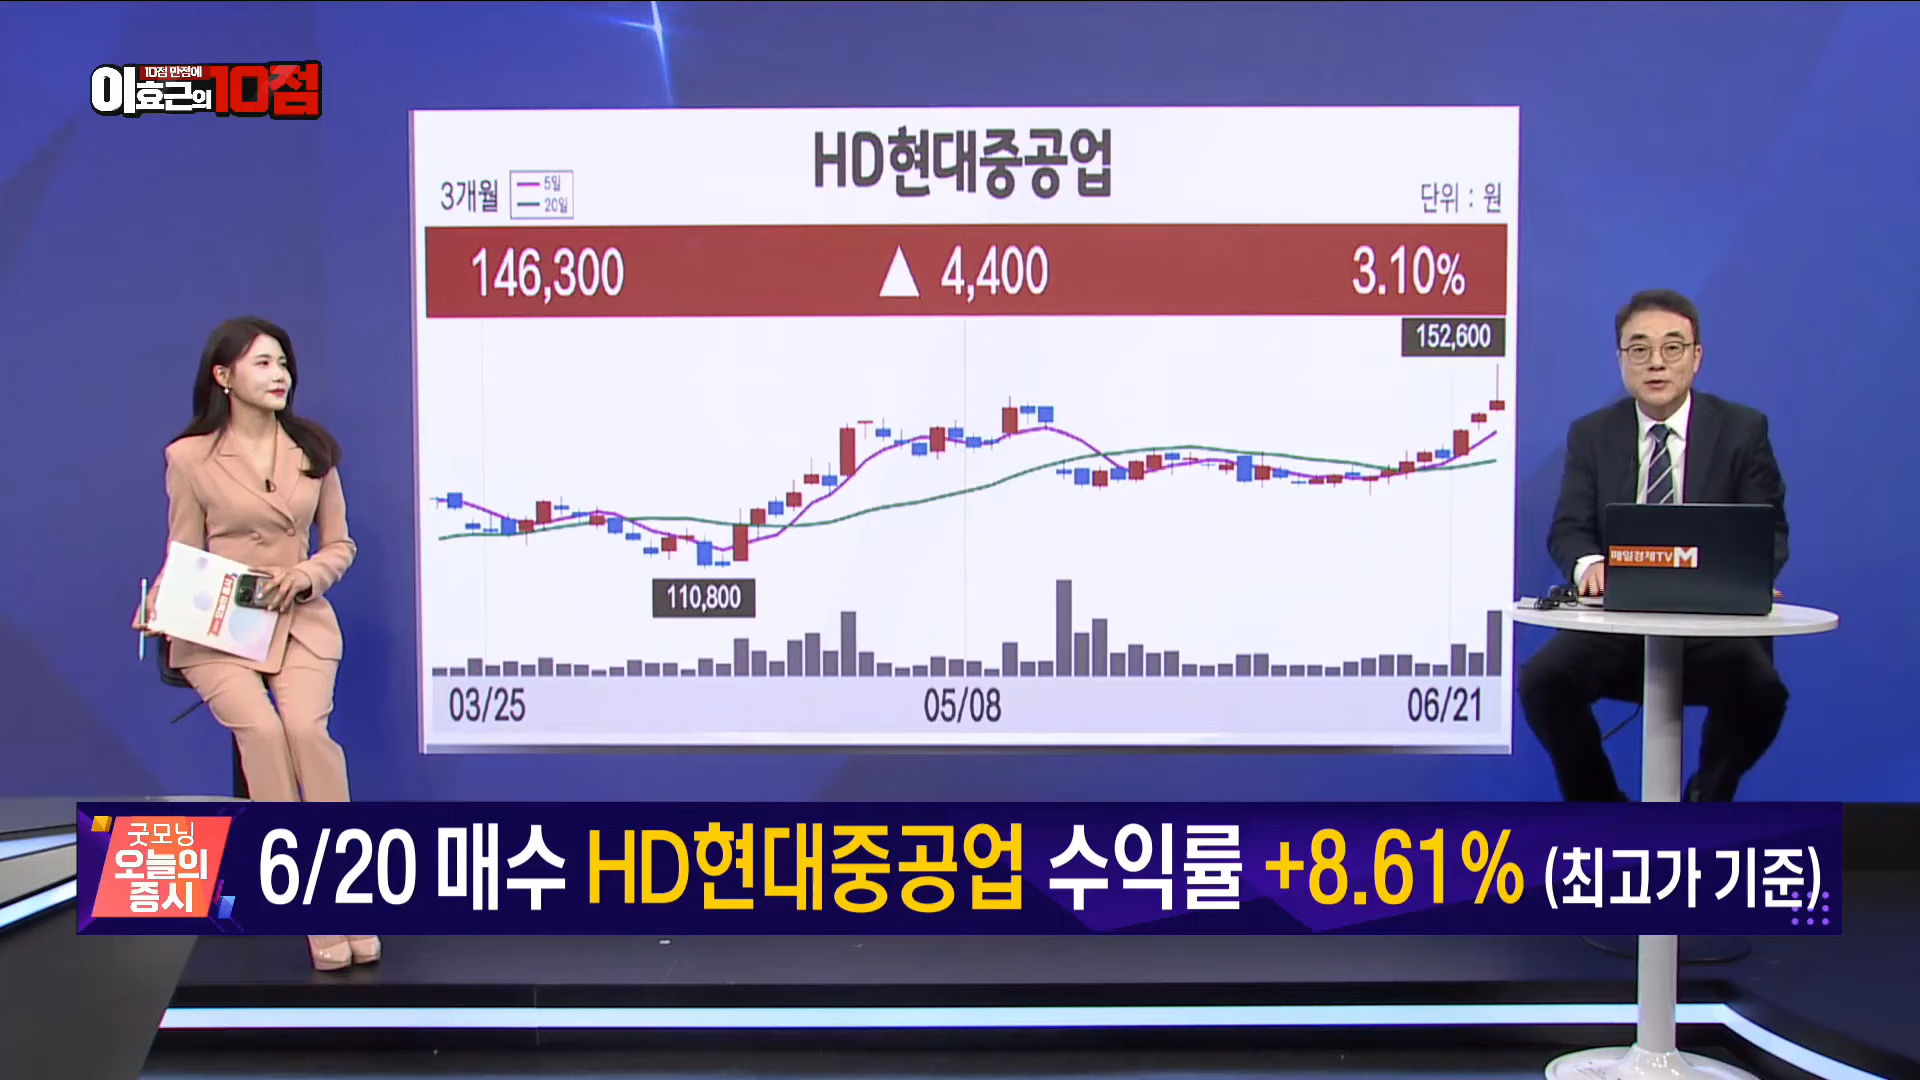 10점 만점에
이효근의 10점
HD현대중공업
3개월
5일
20일
단위 : 원
146,300 ▲ 4,400 3.10%
152,600
110,800
03/25 05/08 06/21
매일경제TV M
굿모닝
오늘의
증시
6/20 매수 HD현대중공업 수익률 +8.61% (최고가 기준)